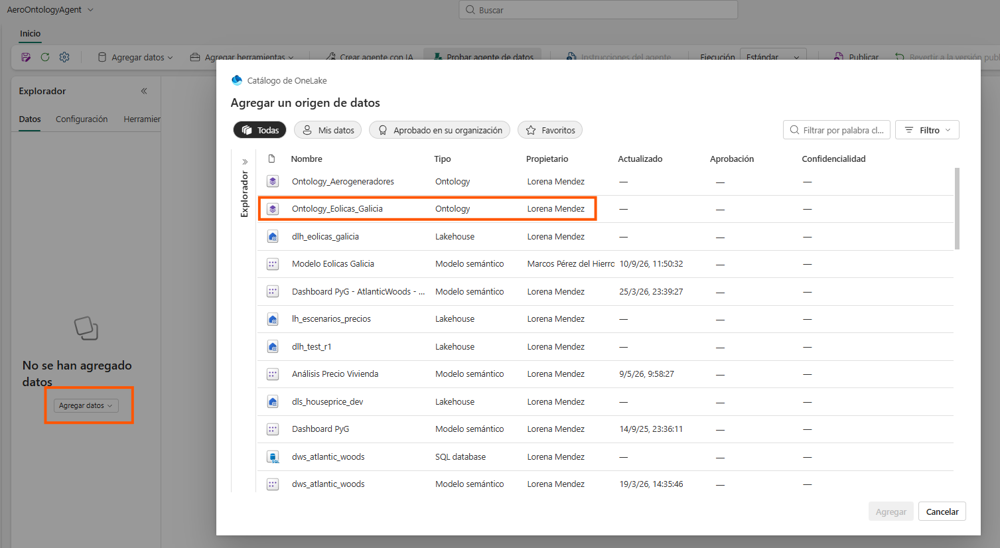 AeroOntologyAgent
Buscar
Inicio
Agregar datos
Agregar herramientas
Crear agente con IA
Probar agente de datos
Instrucciones del agente
Ejecución
Estándar
Publicar
Revertir a la versión publ
Explorador
Datos Configuración Herramier
No se han agregado
datos
Agregar datos
Catálogo de OneLake
Agregar un origen de datos
Todas Mis datos Aprobado en su organización Favoritos
Filtrar por palabra cl... Filtro
Explorador
Nombre Tipo Propietario Actualizado Aprobación Confidencialidad
Ontology_Aerogeneradores Ontology Lorena Mendez — — —
Ontology_Eolicas_Galicia Ontology Lorena Mendez — — —
dlh_eolicas_galicia Lakehouse Lorena Mendez — — —
Modelo Eolicas Galicia Modelo semántico Marcos Pérez del Hierro 10/9/26, 11:50:32 — —
Dashboard PyG - AtlanticWoods - ... Modelo semántico Lorena Mendez 25/3/26, 23:39:27 — —
lh_escenarios_precios Lakehouse Lorena Mendez — — —
dlh_test_r1 Lakehouse Lorena Mendez — — —
Análisis Precio Vivienda Modelo semántico Lorena Mendez 9/5/26, 9:58:27 — —
dls_houseprice_dev Lakehouse Lorena Mendez — — —
Dashboard PyG Modelo semántico Lorena Mendez 14/9/25, 23:36:11 — —
SQL dws_atlantic_woods SQL database Lorena Mendez — — —
dws_atlantic_woods Modelo semántico Lorena Mendez 19/3/26, 14:35:46 — —
Agregar Cancelar